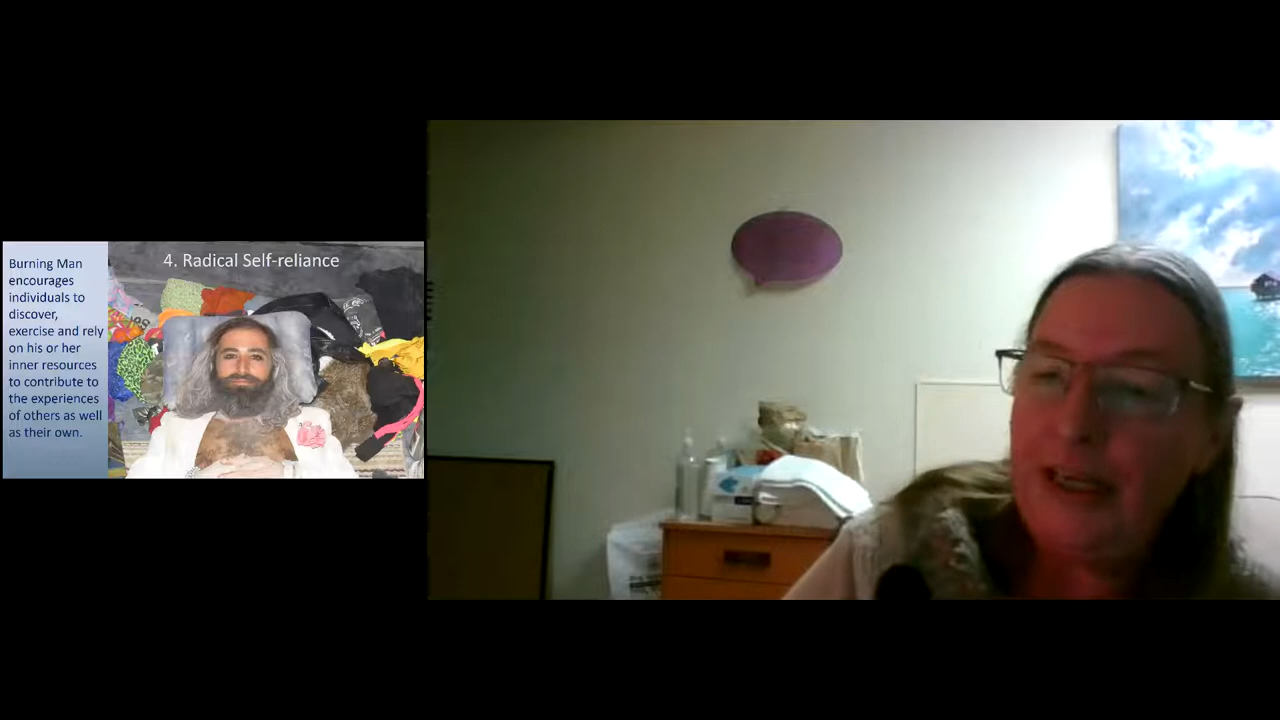 4. Radical Self-reliance
Burning Man
encourages
individuals to
discover,
exercise and rely
on his or her
inner resources
to contribute to
the experiences
of others as well
as their own.